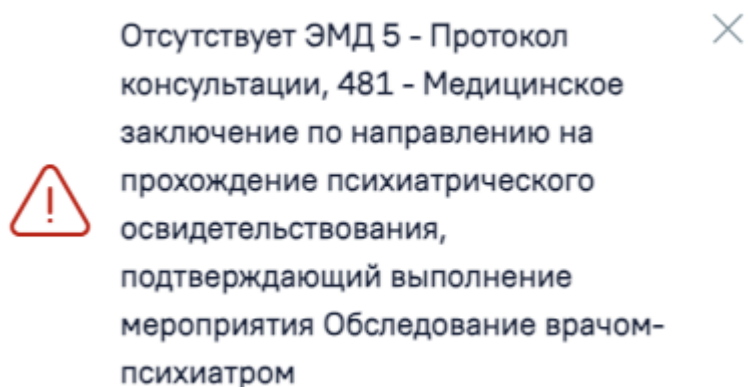 Отсутствует ЭМД 5 - Протокол
консультации, 481 - Медицинское
заключение по направлению на
прохождение психиатрического
освидетельствования,
подтверждающий выполнение
мероприятия Обследование врачом-
психиатром